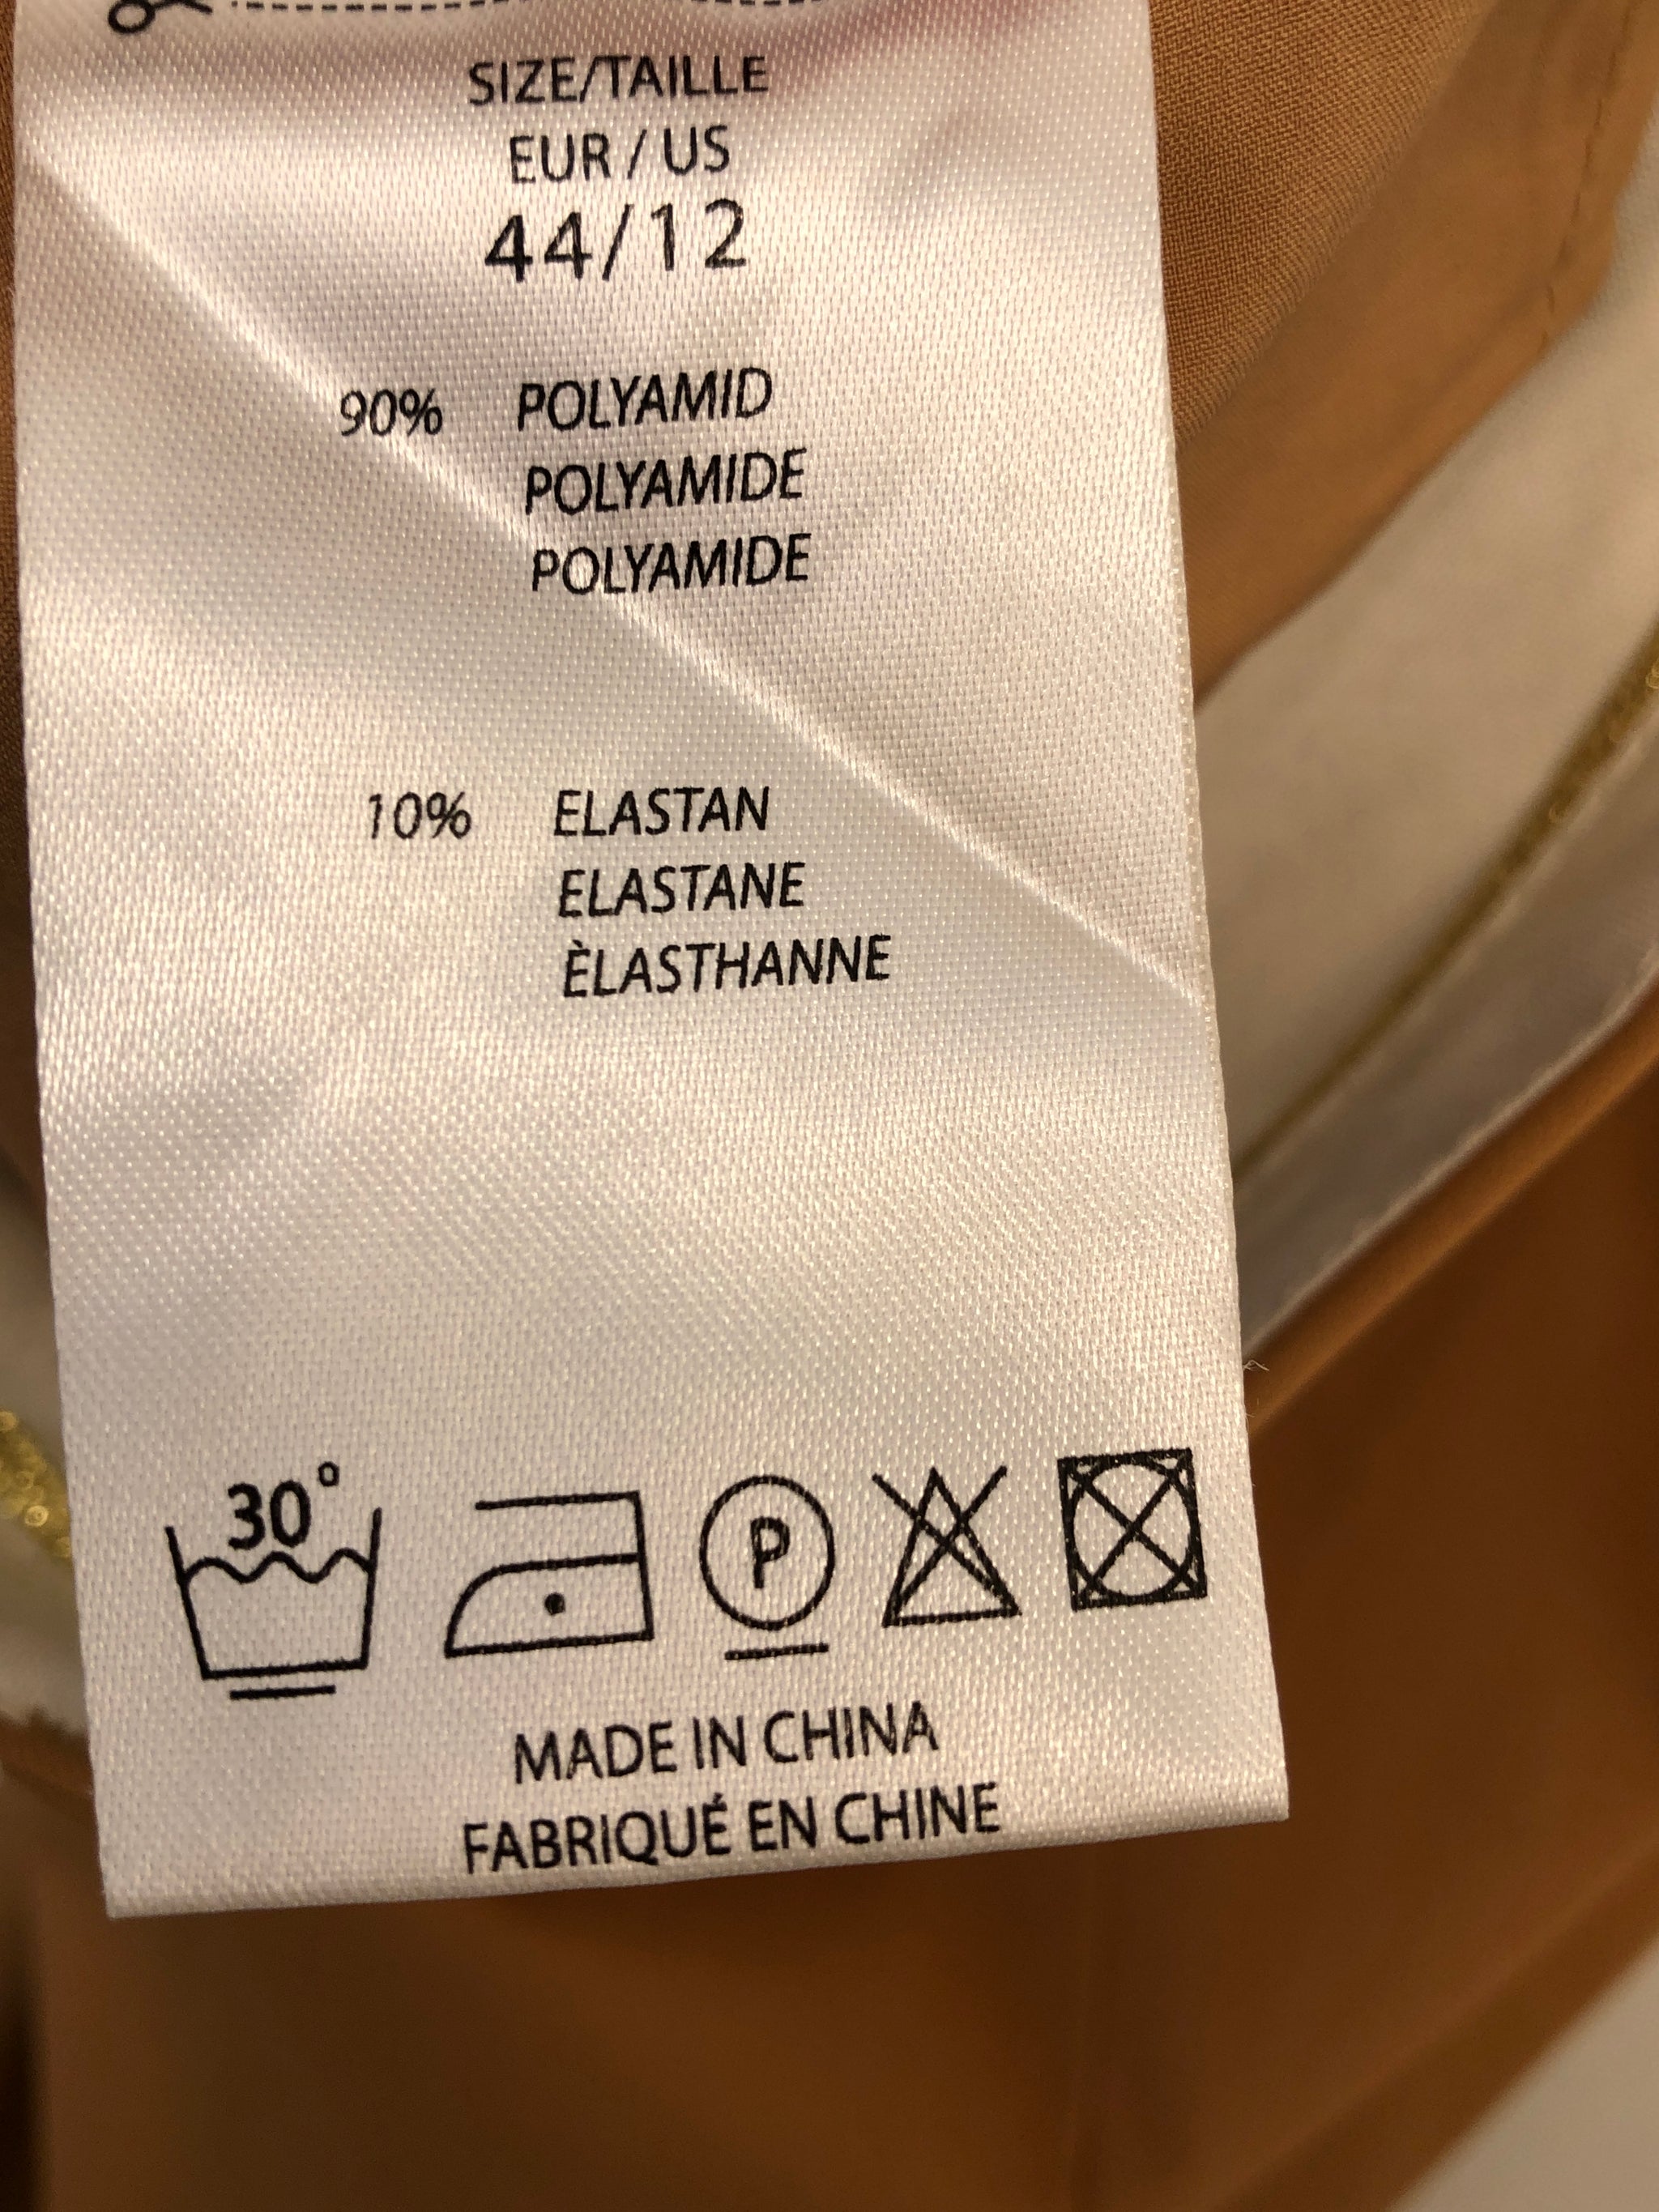 SIZE/TAILLE
EUR / US
44/12
90% POLYAMID
POLYAMIDE
POLYAMIDE
10% ELASTAN
ELASTANE
ÈLASTHANNE
30°
P
MADE IN CHINA
FABRIQUÉ EN CHINE